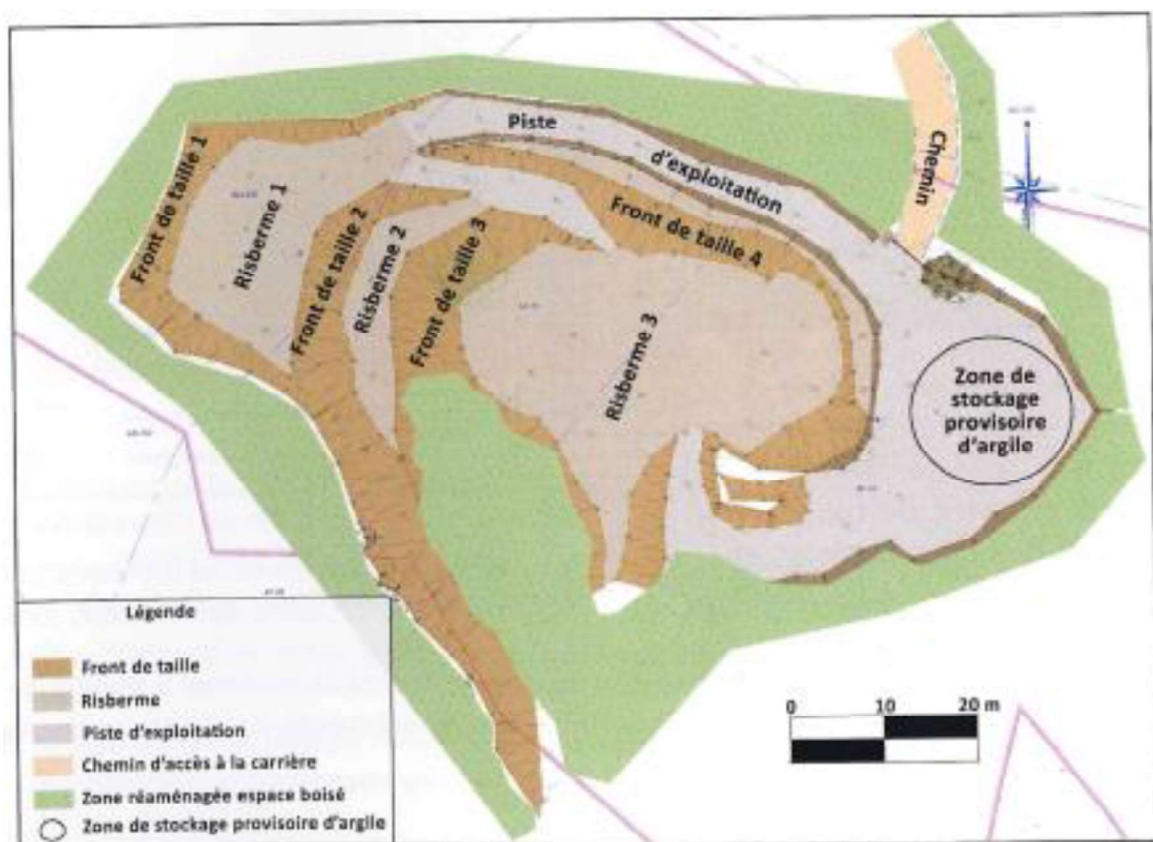 Piste
d'exploitation
Chemin
Front de taille 1
Risberme 1
Front de taille 2
Risberme 2
Front de taille 3
Front de taille 4
Risberme 3
Zone de
stockage
provisoire
d'argile
Légende
Front de taille
Risberme
Piste d'exploitation
Chemin d'accès à la carrière
Zone réaménagée espace boisé
Zone de stockage provisoire d'argile
0 10 20 m